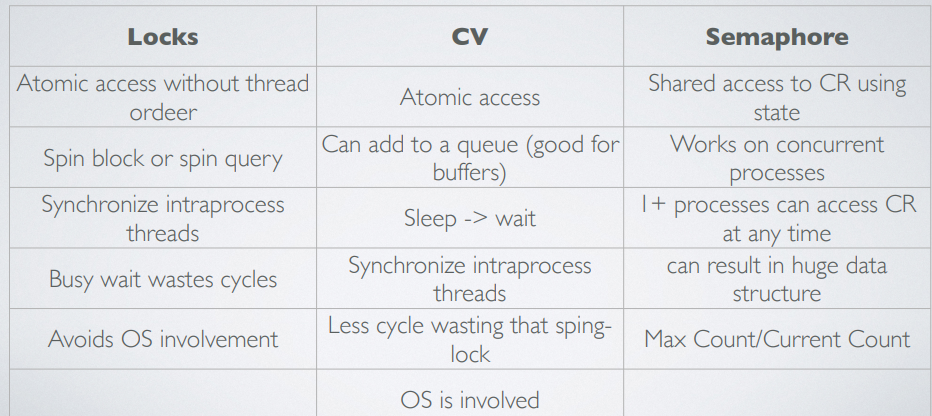 Locks CV Semaphore
Atomic access without thread
ordeer
Atomic access
Shared access to CR using
state
Spin block or spin query
Can add to a queue (good for
buffers)
Works on concurrent
processes
Synchronize intraprocess
threads
Sleep -> wait
1+ processes can access CR
at any time
Busy wait wastes cycles
Synchronize intraprocess
threads
can result in huge data
structure
Avoids OS involvement
Less cycle wasting that sping-
lock
Max Count/Current Count
OS is involved